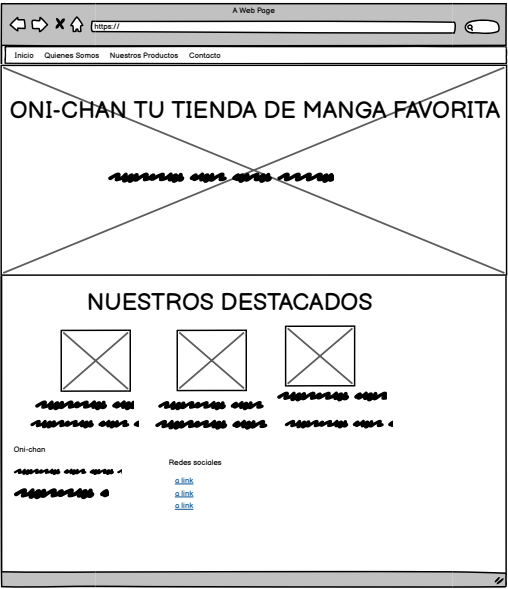 A Web Page
https://
Inicio Quienes Somos Nuestros Productos Contacto
ONI-CHAN TU TIENDA DE MANGA FAVORITA
NUESTROS DESTACADOS
Oni-chan
Redes sociales
a link
a link
a link